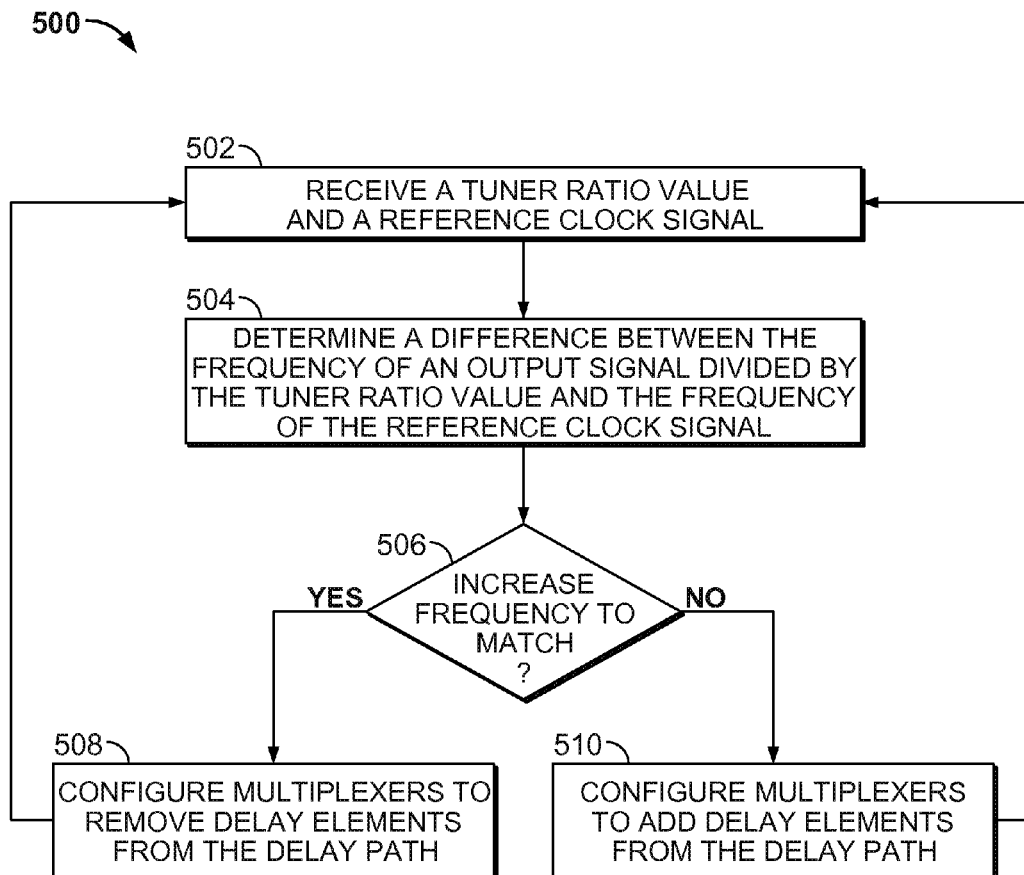 500
502
RECEIVE A TUNER RATIO VALUE
AND A REFERENCE CLOCK SIGNAL
504
DETERMINE A DIFFERENCE BETWEEN THE
FREQUENCY OF AN OUTPUT SIGNAL DIVIDED BY
THE TUNER RATIO VALUE AND THE FREQUENCY
OF THE REFERENCE CLOCK SIGNAL
506
INCREASE
FREQUENCY TO
MATCH
?
YES
NO
508
CONFIGURE MULTIPLEXERS TO
REMOVE DELAY ELEMENTS
FROM THE DELAY PATH
510
CONFIGURE MULTIPLEXERS
TO ADD DELAY ELEMENTS
FROM THE DELAY PATH